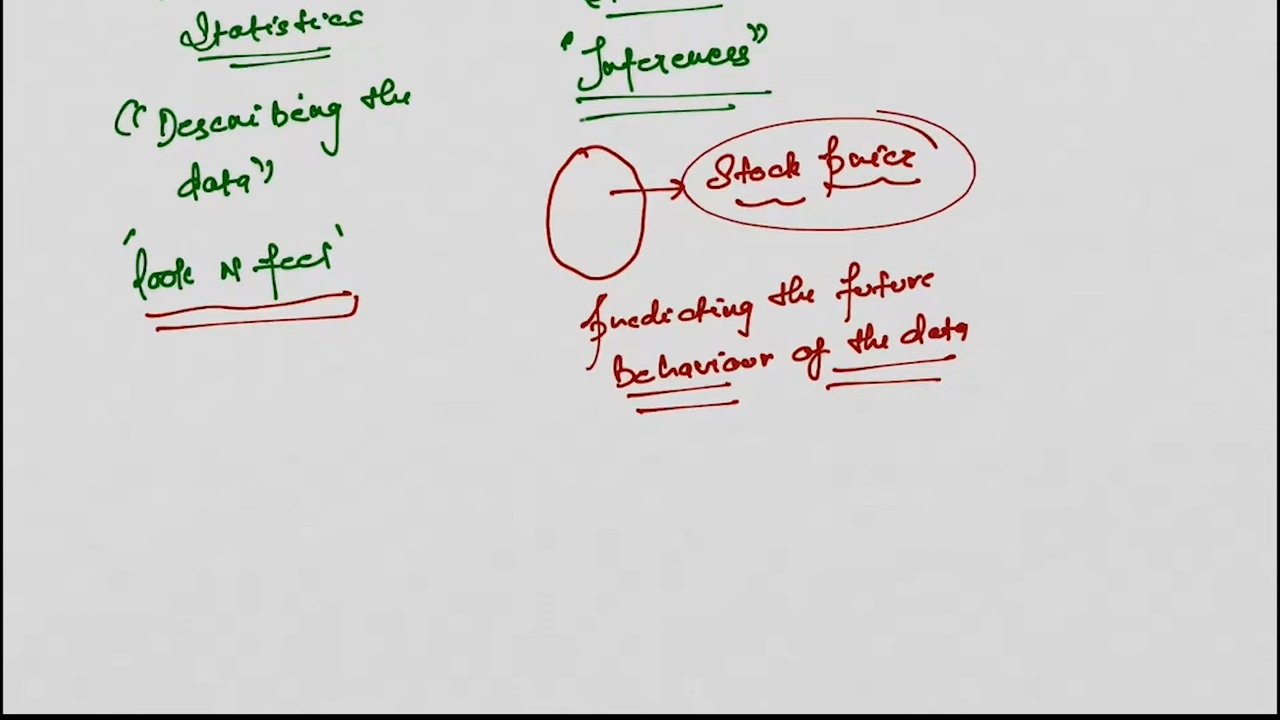 Statistics
"Describing the
data"
'look N feel'
"Inferences"
Stock price
predicting the future
Behaviour of the data